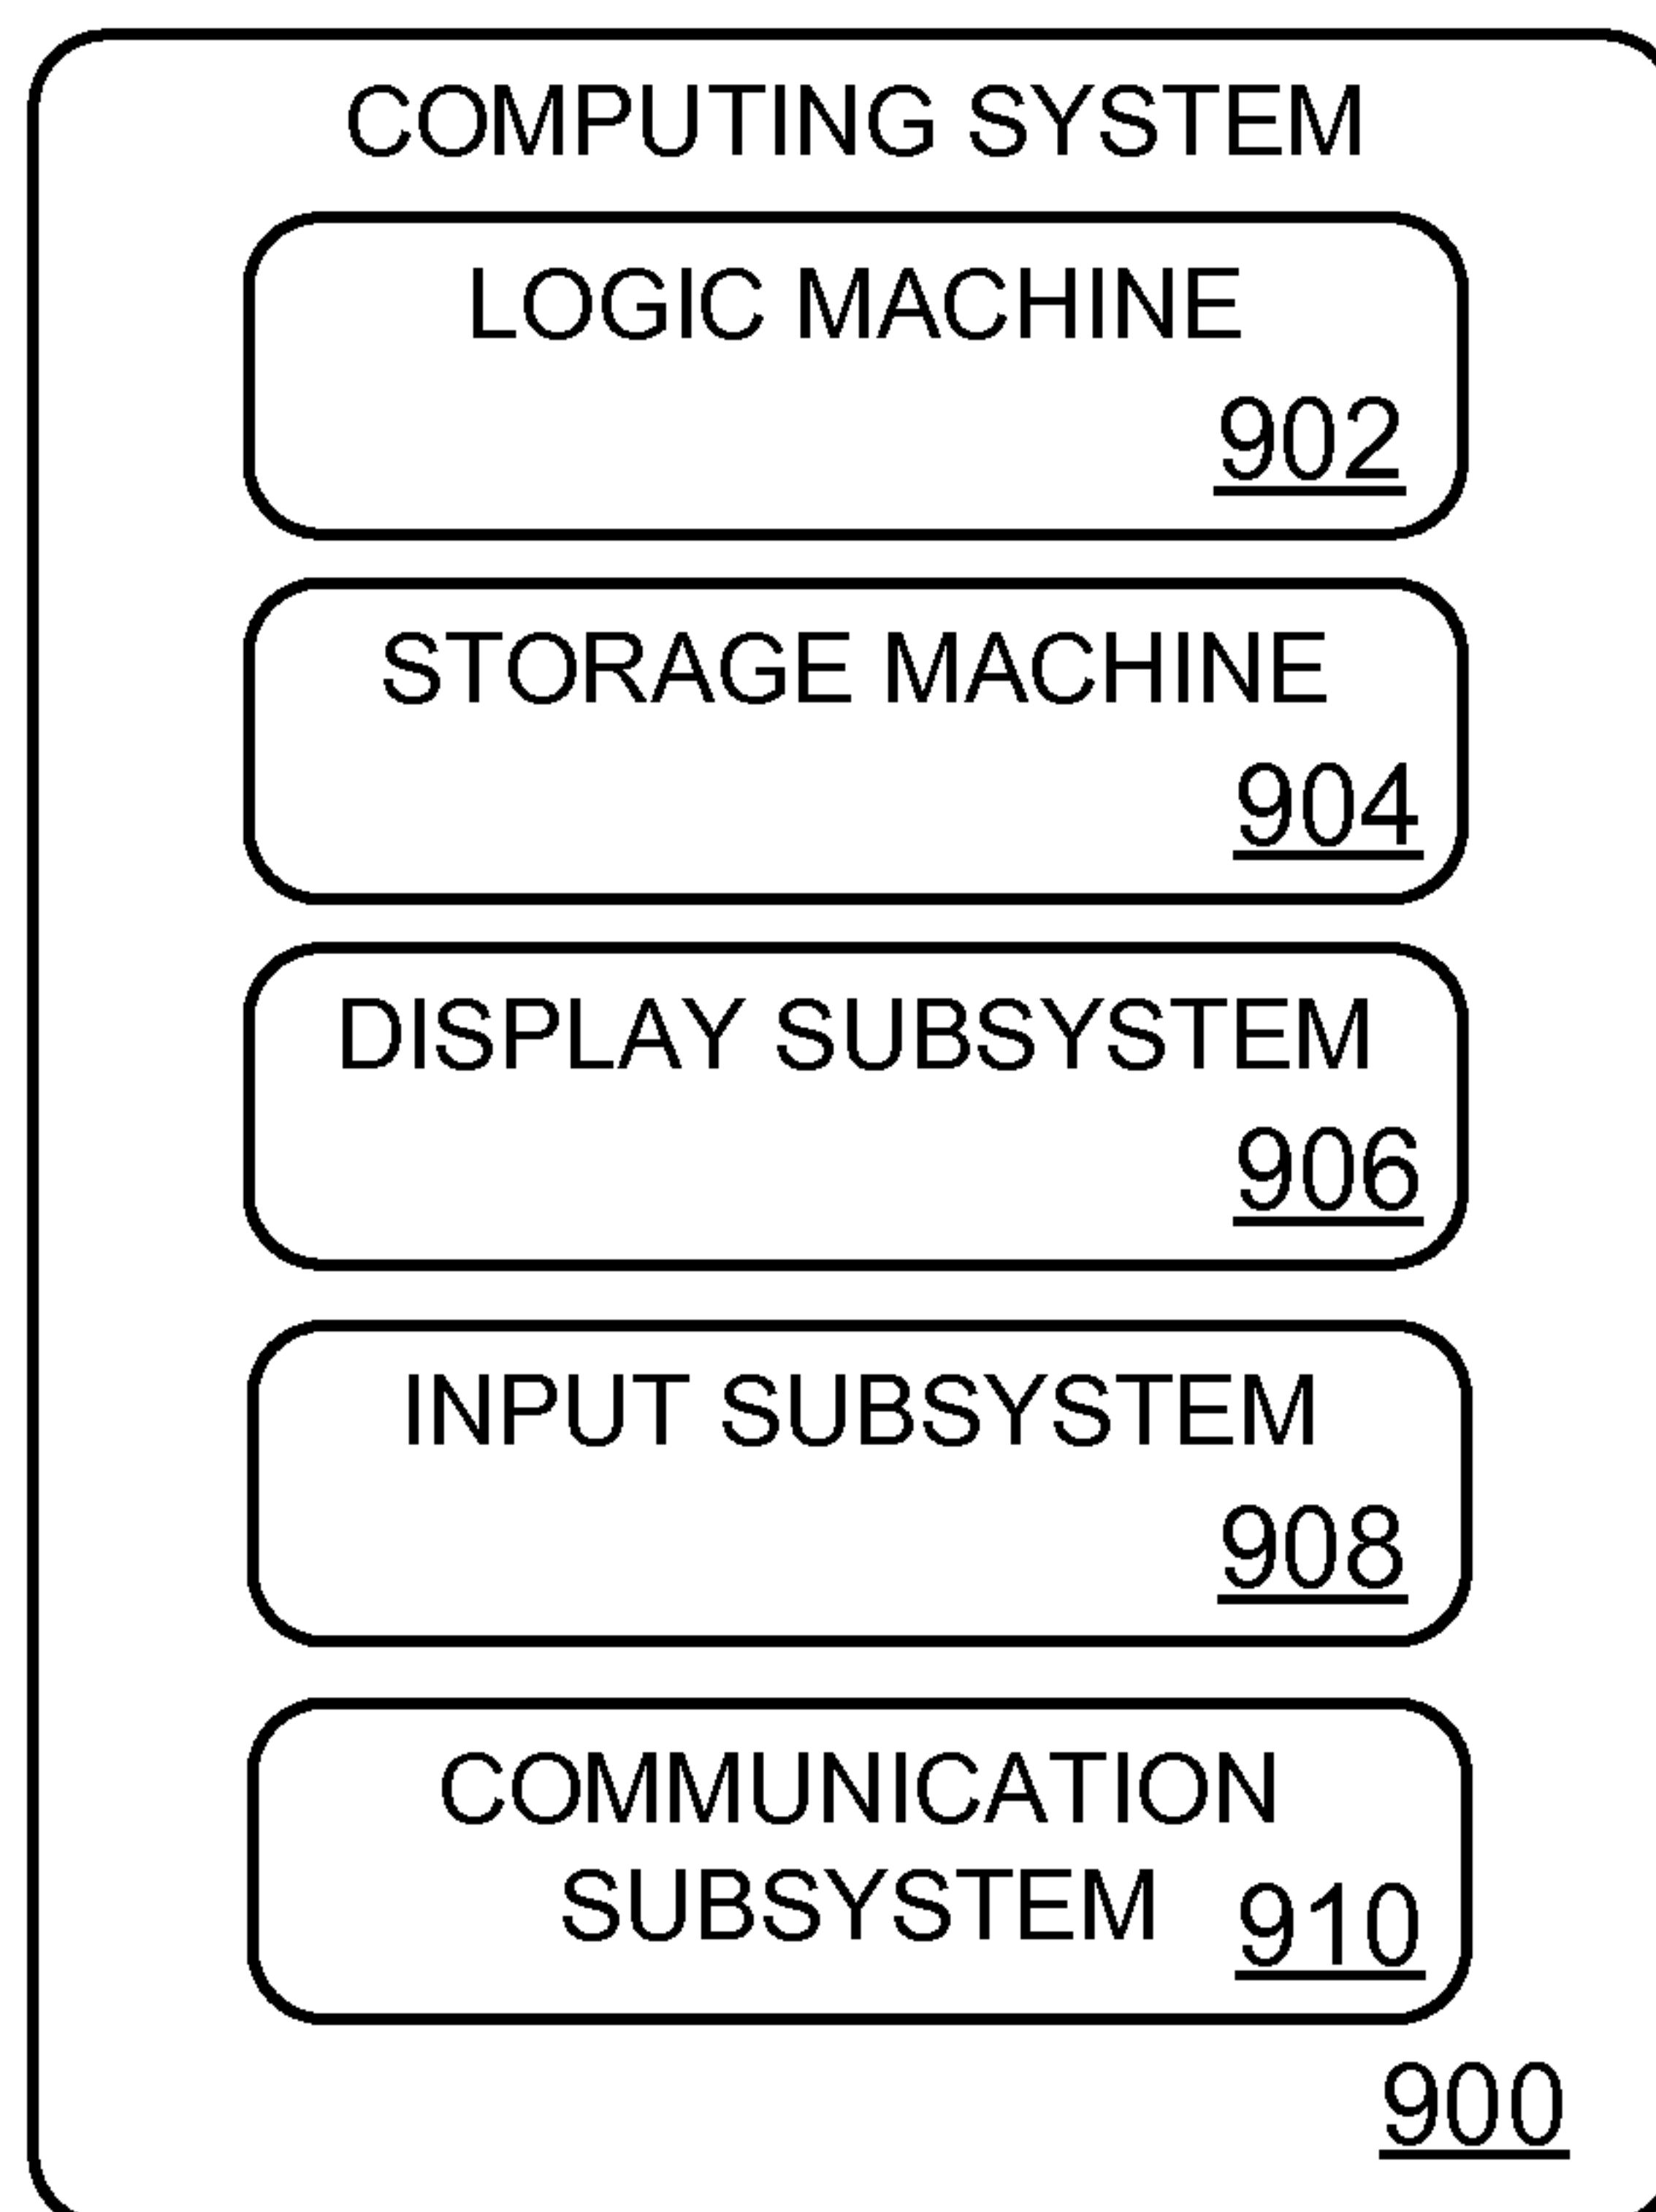 COMPUTING SYSTEM
LOGIC MACHINE
902
STORAGE MACHINE
904
DISPLAY SUBSYSTEM
906
INPUT SUBSYSTEM
908
COMMUNICATION
SUBSYSTEM 910
900